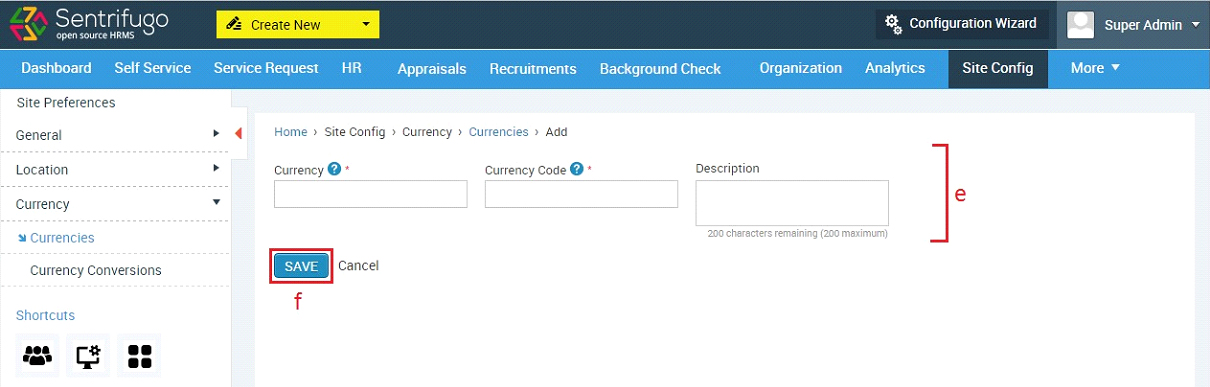 Sentrifugo
open source HRMS
Create New
Configuration Wizard
Super Admin
Dashboard Self Service Service Request HR Appraisals Recruitments Background Check Organization Analytics Site Config More
Site Preferences
General
Location
Currency
Currencies
Currency Conversions
Shortcuts
Home › Site Config › Currency › Currencies › Add
Currency ? * Currency Code ? * Description
200 characters remaining (200 maximum)
e
SAVE Cancel
f